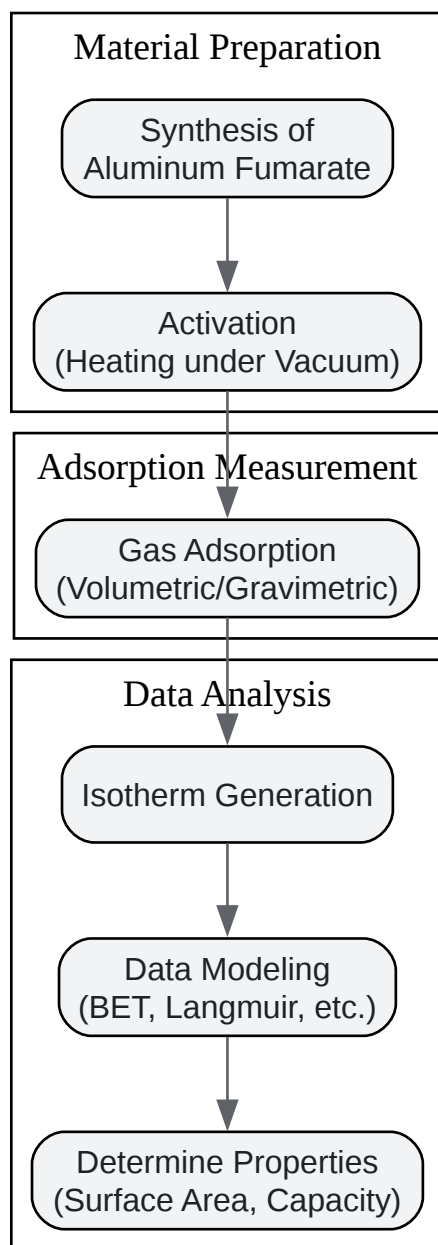 Material Preparation
Synthesis of
Aluminum Fumarate
Activation
(Heating under Vacuum)
Adsorption Measurement
Gas Adsorption
(Volumetric/Gravimetric)
Data Analysis
Isotherm Generation
Data Modeling
(BET, Langmuir, etc.)
Determine Properties
(Surface Area, Capacity)